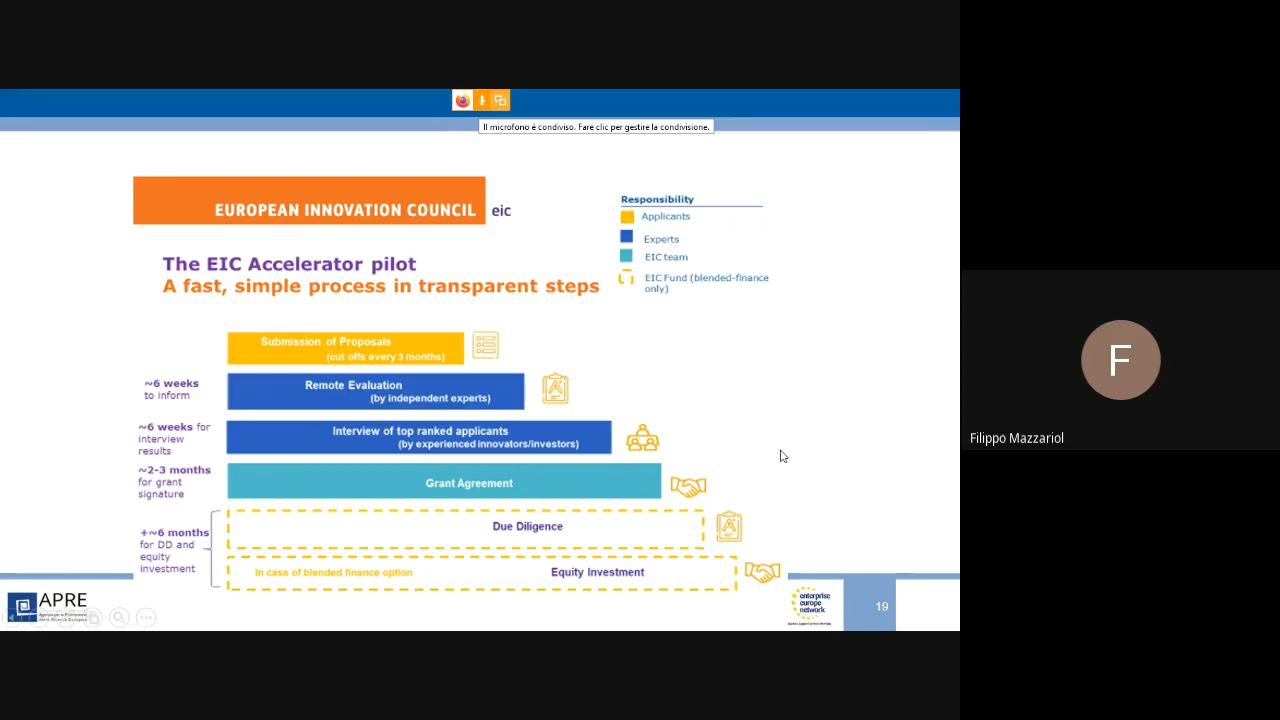 Il microfono è condiviso. Fare clic per gestire la condivisione.
EUROPEAN INNOVATION COUNCIL eic
Responsibility
Applicants
Experts
EIC team
EIC Fund (blended-finance
only)
The EIC Accelerator pilot
A fast, simple process in transparent steps
Submission of Proposals
(cut offs every 3 months)
~6 weeks
to inform
Remote Evaluation
(by independent experts)
~6 weeks for
interview
results
Interview of top ranked applicants
(by experienced innovators/investors)
~2-3 months
for grant
signature
Grant Agreement
+~6 months
for DD and
equity
investment
Due Diligence
In case of blended finance option
Equity Investment
APRE
enterprise
europe
network
19
F
Filippo Mazzariol